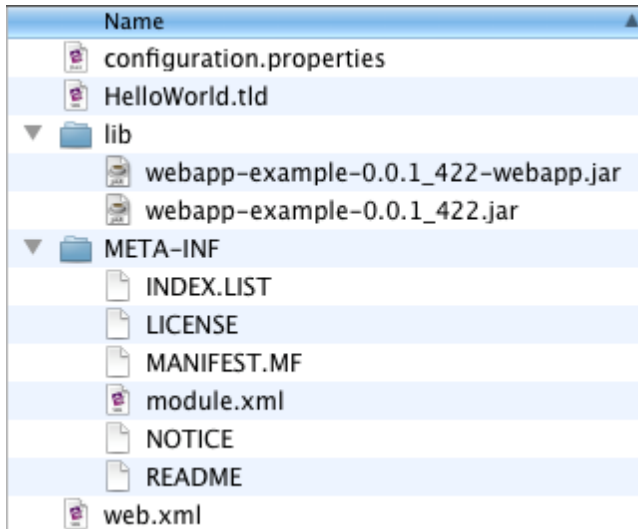 Name
configuration.properties
HelloWorld.tld
lib
webapp-example-0.0.1_422-webapp.jar
webapp-example-0.0.1_422.jar
META-INF
INDEX.LIST
LICENSE
MANIFEST.MF
module.xml
NOTICE
README
web.xml